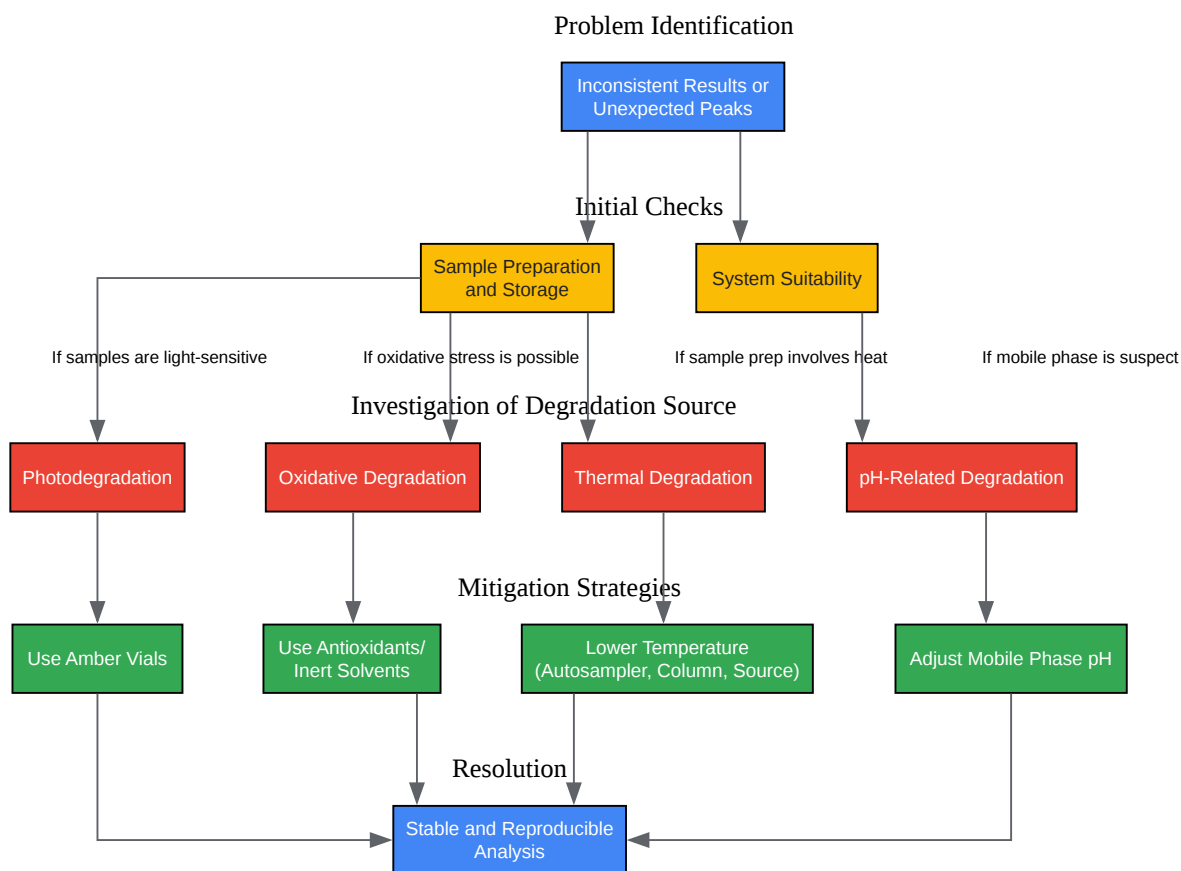 Problem Identification
Inconsistent Results or
Unexpected Peaks
Initial Checks
Sample Preparation
and Storage
System Suitability
If samples are light-sensitive
If oxidative stress is possible
If sample prep involves heat
If mobile phase is suspect
Investigation of Degradation Source
Photodegradation
Oxidative Degradation
Thermal Degradation
pH-Related Degradation
Mitigation Strategies
Use Amber Vials
Use Antioxidants/
Inert Solvents
Lower Temperature
(Autosampler, Column, Source)
Adjust Mobile Phase pH
Resolution
Stable and Reproducible
Analysis